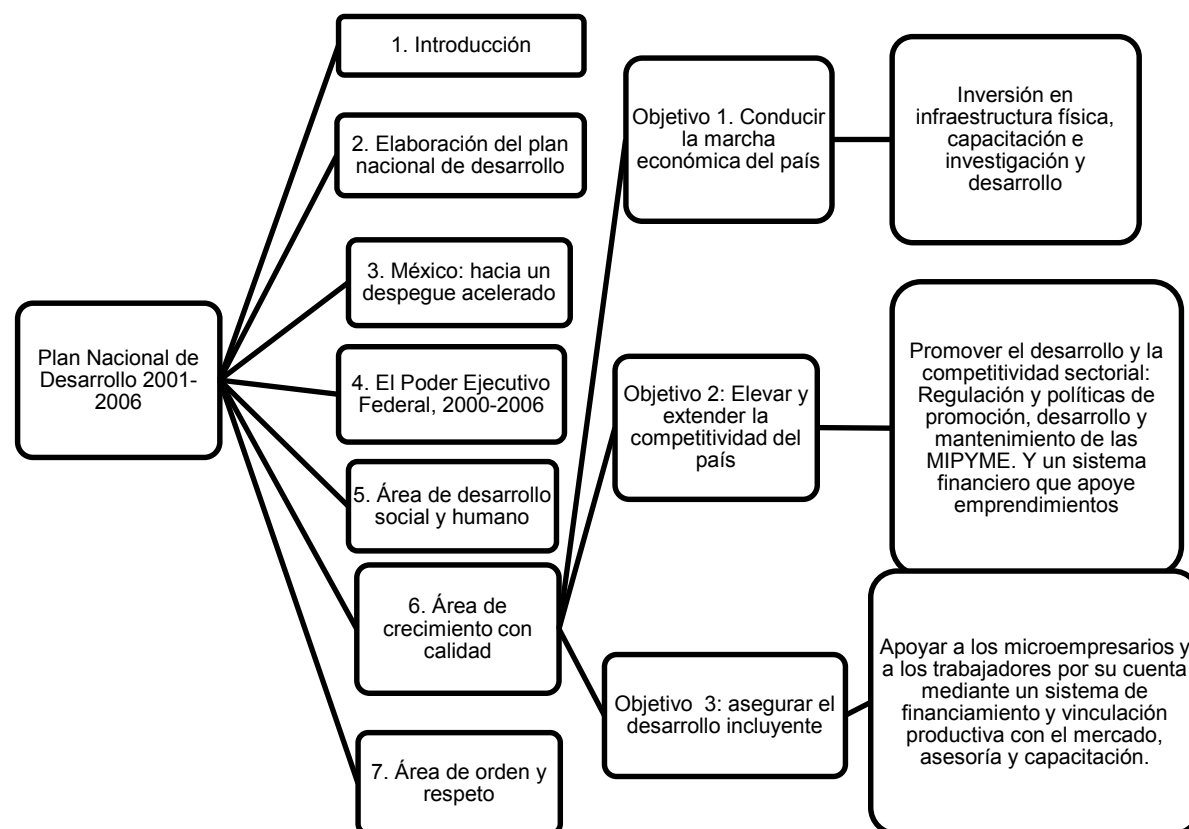 Plan Nacional de
Desarrollo 2001-
2006
1. Introducción
2. Elaboración del plan
nacional de desarrollo
3. México: hacia un
despegue acelerado
4. El Poder Ejecutivo
Federal, 2000-2006
5. Área de desarrollo
social y humano
6. Área de
crecimiento con
calidad
7. Área de orden y
respeto
Objetivo 1. Conducir
la marcha
económica del país
Inversión en
infraestructura física,
capacitación e
investigación y
desarrollo
Objetivo 2: Elevar y
extender la
competitividad del
país
Promover el desarrollo y la
competitividad sectorial:
Regulación y políticas de
promoción, desarrollo y
mantenimiento de las
MIPYME. Y un sistema
financiero que apoye
emprendimientos
Objetivo  3: asegurar el
desarrollo incluyente
Apoyar a los microempresarios y
a los trabajadores por su cuenta
mediante un sistema de
financiamiento y vinculación
productiva con el mercado,
asesoría y capacitación.